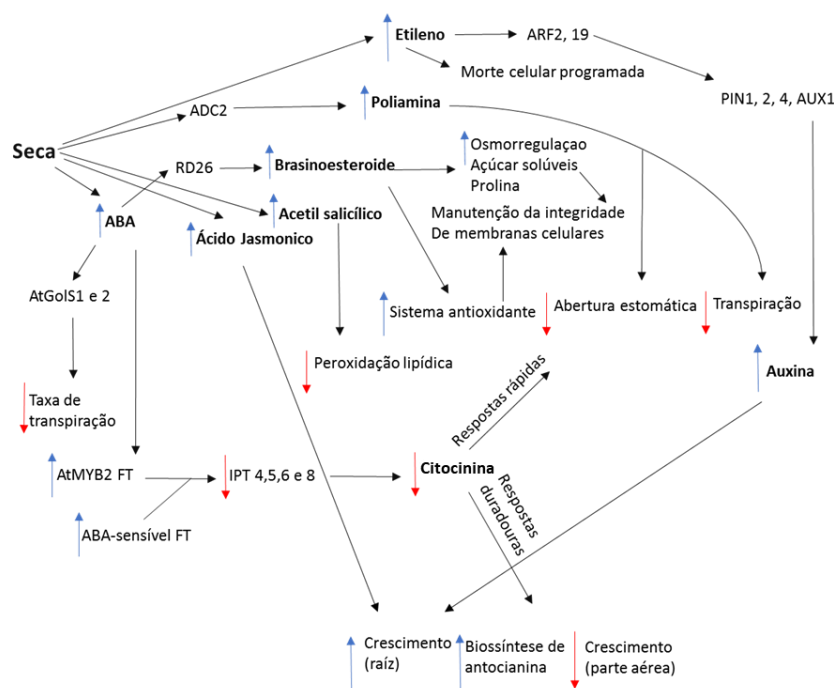 Etileno
ARF2, 19
Morte celular programada
PIN1, 2, 4, AUX1
ADC2
Poliamina
Seca
RD26
Brasinoesteroide
Osmorregulaçao
Açúcar solúveis
Prolina
ABA
Acetil salicílico
Ácido Jasmonico
Manutenção da integridade
De membranas celulares
AtGolS1 e 2
Sistema antioxidante
Abertura estomática
Transpiração
Peroxidação lipídica
Auxina
Taxa de
transpiração
Respostas rápidas
AtMYB2 FT
IPT 4,5,6 e 8
Citocinina
ABA-sensível FT
Respostas
duradouras
Crescimento
(raíz)
Biossíntese de
antocianina
Crescimento
(parte aérea)